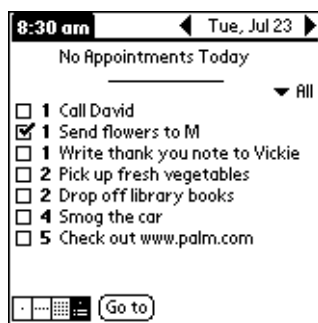 8:30 am Tue, Jul 23
No Appointments Today
All
1 Call David
1 Send flowers to M
1 Write thank you note to Vickie
2 Pick up fresh vegetables
2 Drop off library books
4 Smog the car
5 Check out www.palm.com
Go to